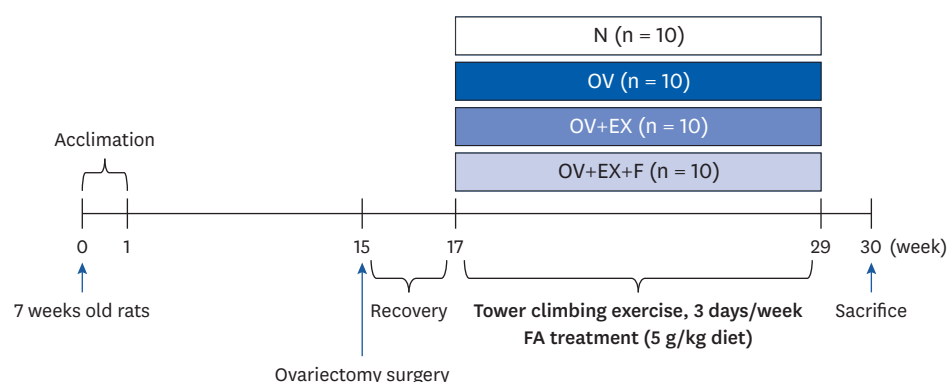 N (n = 10)
OV (n = 10)
OV+EX (n = 10)
OV+EX+F (n = 10)
Acclimation
0 1 15 17 29 30 (week)
7 weeks old rats
Recovery
Tower climbing exercise, 3 days/week
FA treatment (5 g/kg diet)
Sacrifice
Ovariectomy surgery